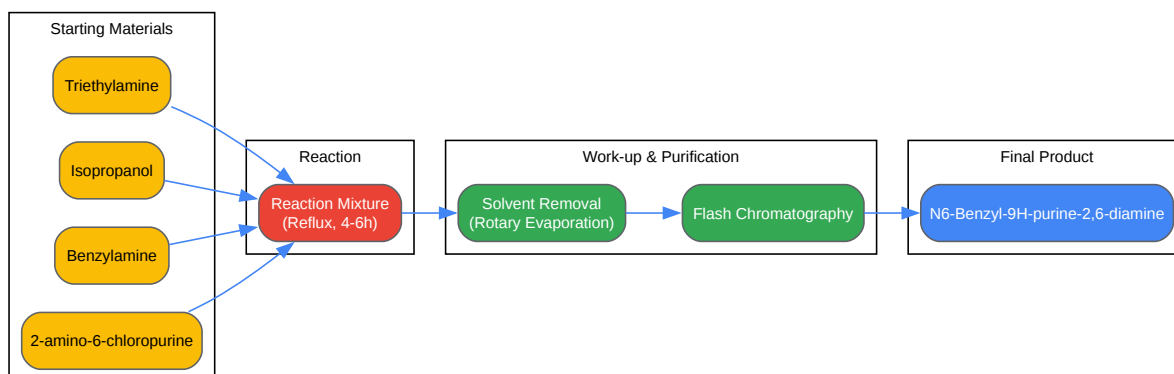 Starting Materials
Triethylamine
Isopropanol
Benzylamine
2-amino-6-chloropurine
Reaction
Reaction Mixture
(Reflux, 4-6h)
Work-up & Purification
Solvent Removal
(Rotary Evaporation)
Flash Chromatography
Final Product
N6-Benzyl-9H-purine-2,6-diamine